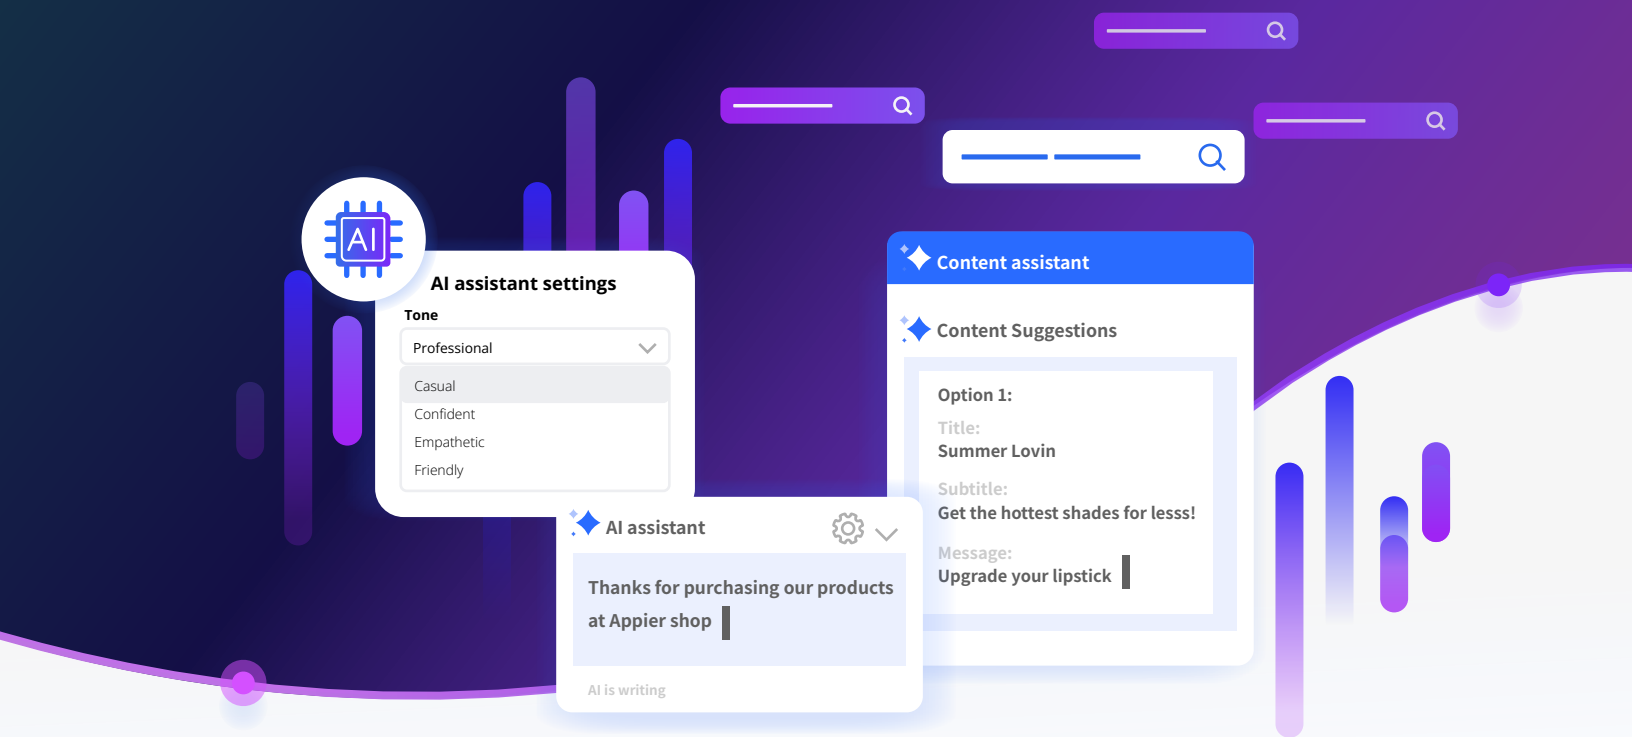 AI
AI assistant settings
Tone
Professional
Casual
Confident
Empathetic
Friendly
AI assistant
Thanks for purchasing our products
at Appier shop
AI is writing
Content assistant
Content Suggestions
Option 1:
Title:
Summer Lovin
Subtitle:
Get the hottest shades for lesss!
Message:
Upgrade your lipstick